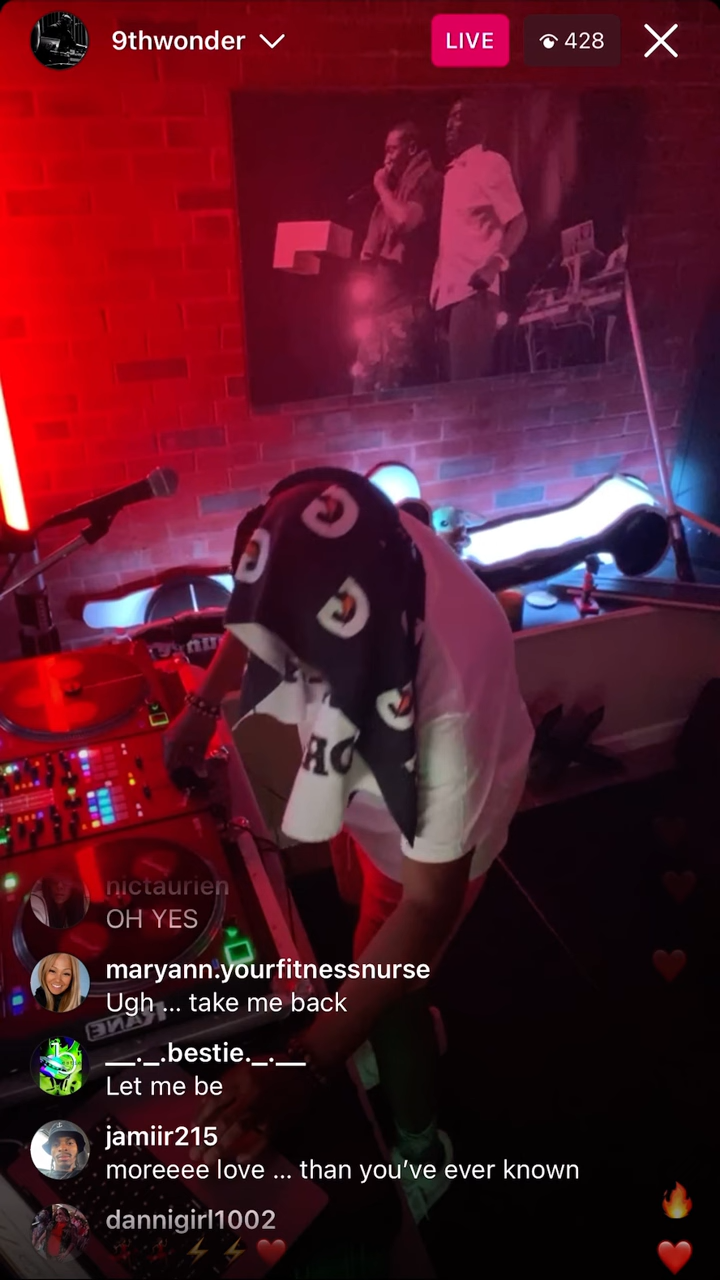 9thwonder
LIVE
428
nictaurien
OH YES
maryann.yourfitnessnurse
Ugh ... take me back
__._.bestie._.__
Let me be
jamiir215
moreeee love ... than you’ve ever known
dannigirl1002